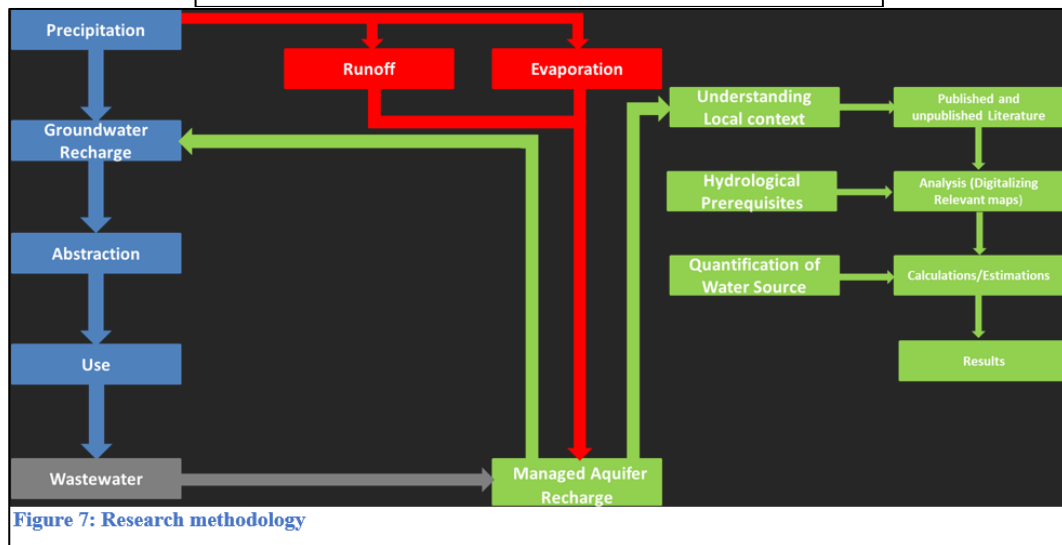 Precipitation
Runoff
Evaporation
Understanding
Local context
Published and
unpublished Literature
Groundwater
Recharge
Hydrological
Prerequisites
Analysis (Digitalizing
Relevant maps)
Abstraction
Quantification of
Water Source
Calculations/Estimations
Use
Results
Wastewater
Managed Aquifer
Recharge
Figure 7: Research methodology